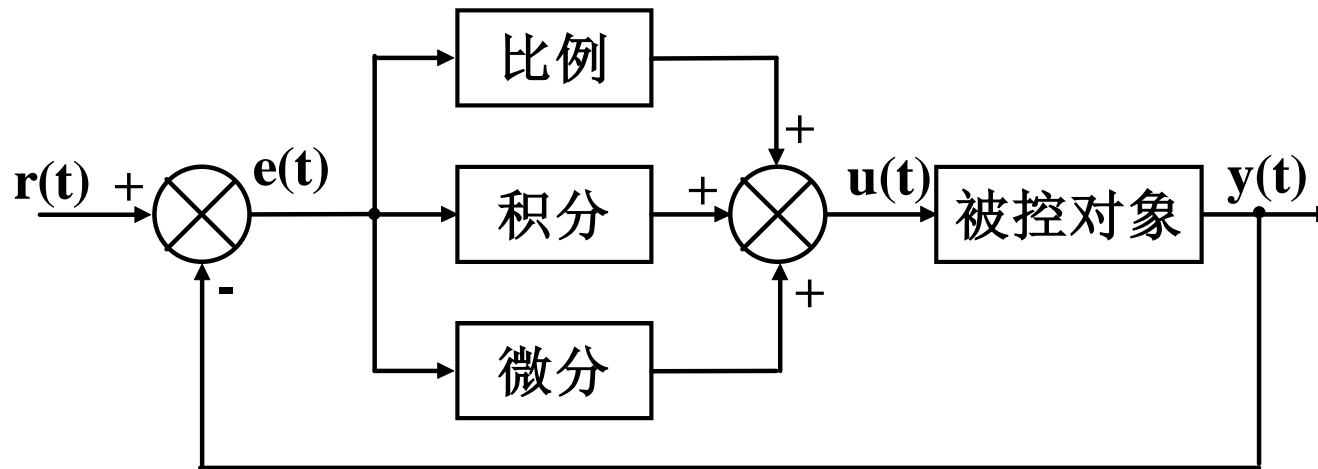 比例
+
r(t) + e(t) 积分 + u(t) 被控对象 y(t)
- +
微分